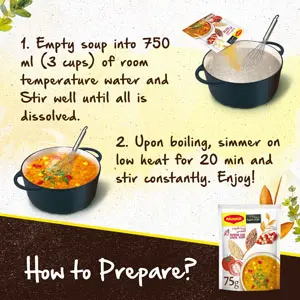 1. Empty soup into 750
ml (3 cups) of room
temperature water and
Stir well until all is
dissolved.
2. Upon boiling, simmer on
low heat for 20 min and
stir constantly. Enjoy!
How to Prepare?
MAGGI
75g